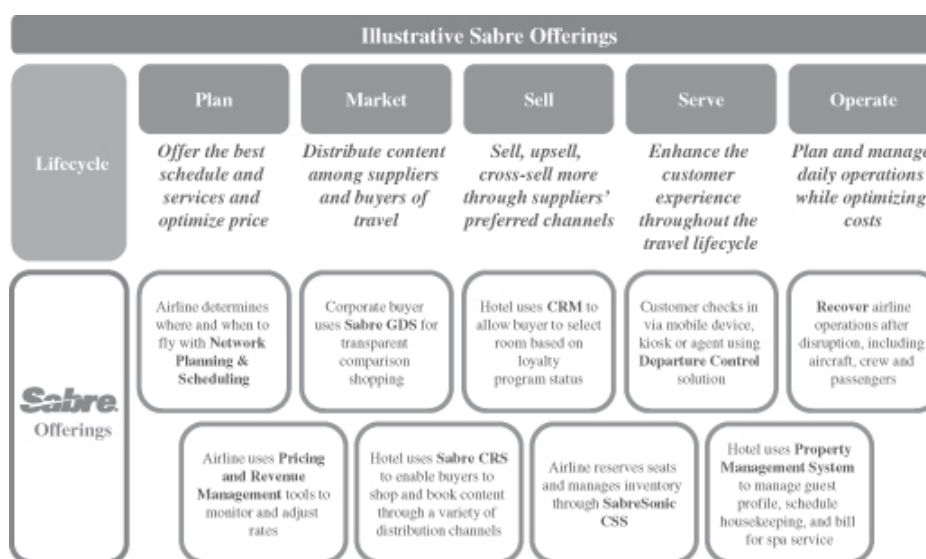 Illustrative Sabre Offerings
Lifecycle
Plan
Offer the best
schedule and
services and
optimize price
Market
Distribute content
among suppliers
and buyers of
travel
Sell
Sell, upsell,
cross-sell more
through suppliers'
preferred channels
Serve
Enhance the
customer
experience
throughout the
travel lifecycle
Operate
Plan and manage
daily operations
while optimizing
costs
Sabre.
Offerings
Airline determines
where and when to
fly with Network
Planning &
Scheduling
Corporate buyer
uses Sabre GDS for
transparent
comparison
shopping
Hotel uses CRM to
allow buyer to select
room based on
loyalty
program status
Customer checks in
via mobile device,
kiosk or agent using
Departure Control
solution
Recover airline
operations after
disruption, including
aircraft, crew and
passengers
Airline uses Pricing
and Revenue
Management tools to
monitor and adjust
rates
Hotel uses Sabre CRS
to enable buyers to
shop and book content
through a variety of
distribution channels
Airline reserves seats
and manages inventory
through SabreSonic
CSS
Hotel uses Property
Management System
to manage guest
profile, schedule
housekeeping, and bill
for spa service